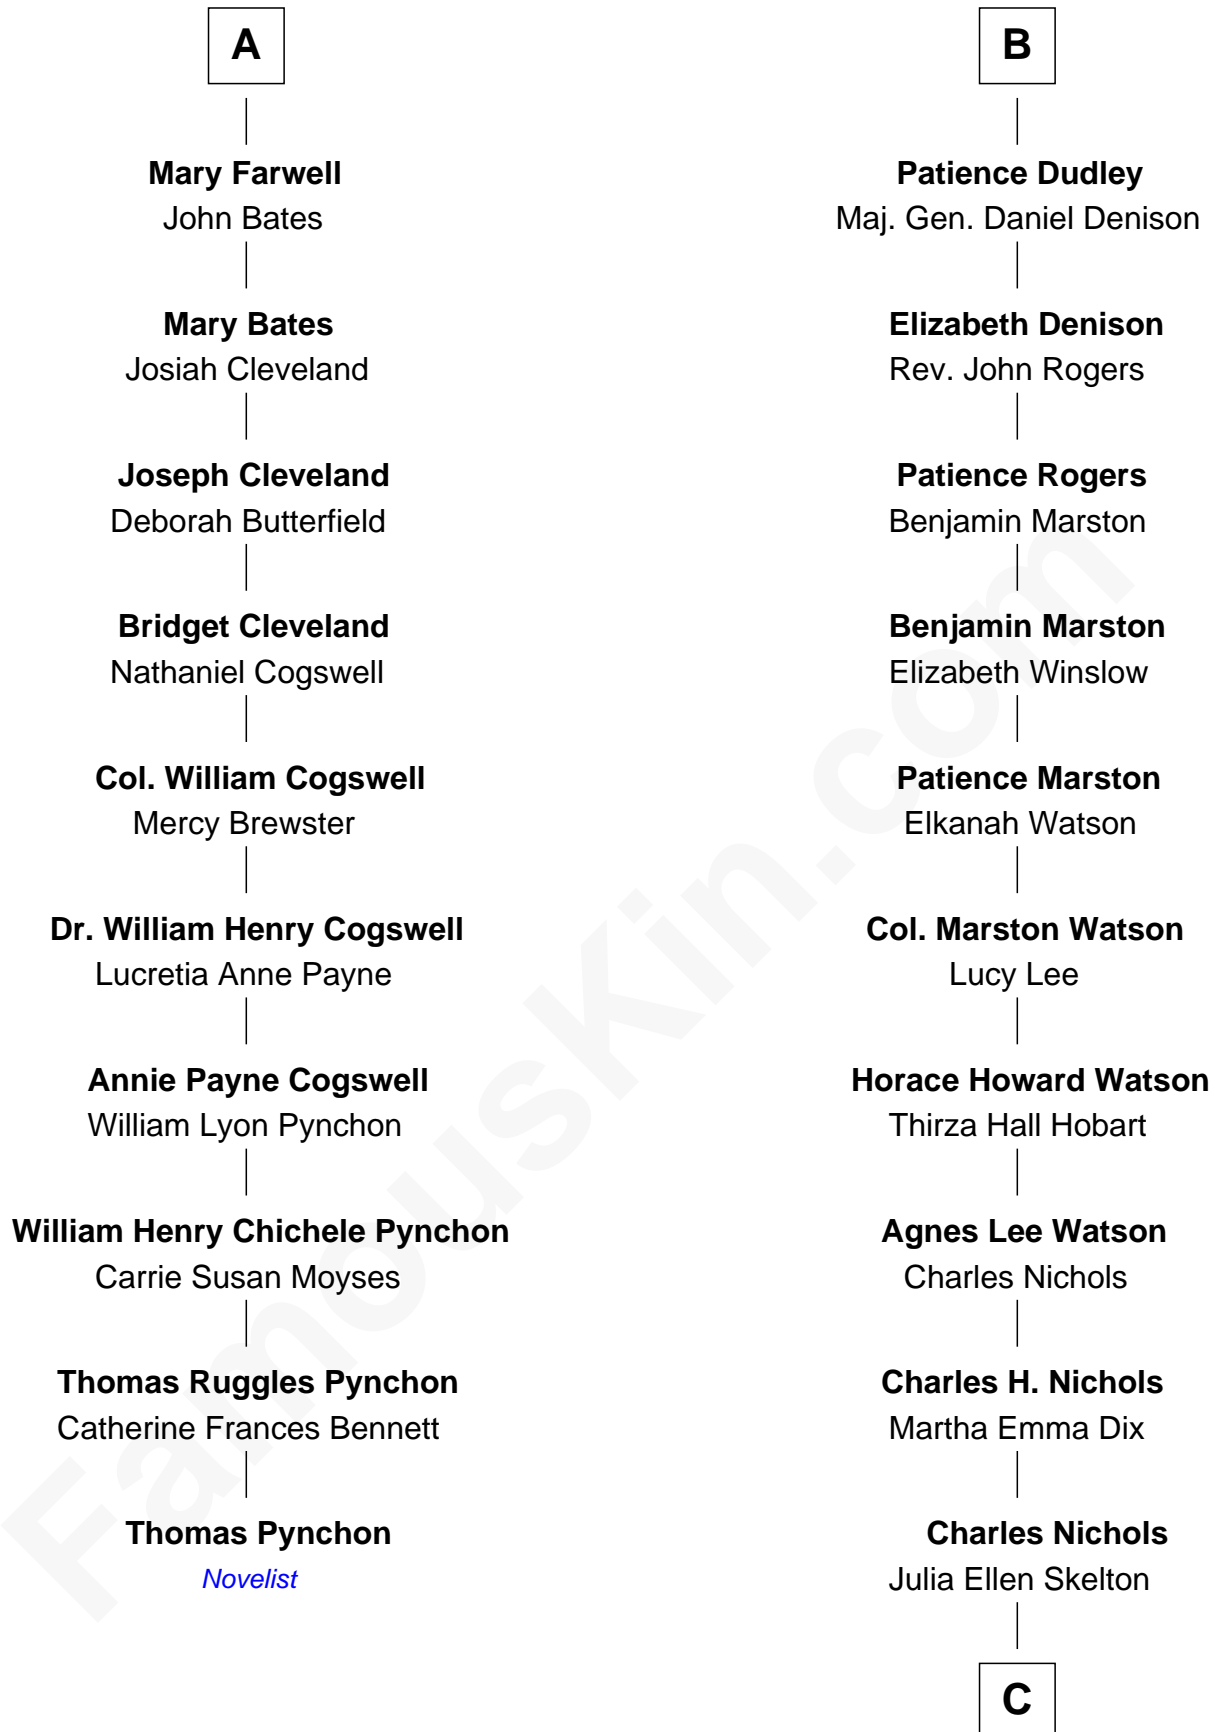 A
Mary Farwell
John Bates
Mary Bates
Josiah Cleveland
Joseph Cleveland
Deborah Butterfield
Bridget Cleveland
Nathaniel Cogswell
Col. William Cogswell
Mercy Brewster
Dr. William Henry Cogswell
Lucretia Anne Payne
Annie Payne Cogswell
William Lyon Pynchon
William Henry Chichele Pynchon
Carrie Susan Moyses
Thomas Ruggles Pynchon
Catherine Frances Bennett
Thomas Pynchon
Novelist
B
Patience Dudley
Maj. Gen. Daniel Denison
Elizabeth Denison
Rev. John Rogers
Patience Rogers
Benjamin Marston
Benjamin Marston
Elizabeth Winslow
Patience Marston
Elkanah Watson
Col. Marston Watson
Lucy Lee
Horace Howard Watson
Thirza Hall Hobart
Agnes Lee Watson
Charles Nichols
Charles H. Nichols
Martha Emma Dix
Charles Nichols
Julia Ellen Skelton
C
FamousKin.com